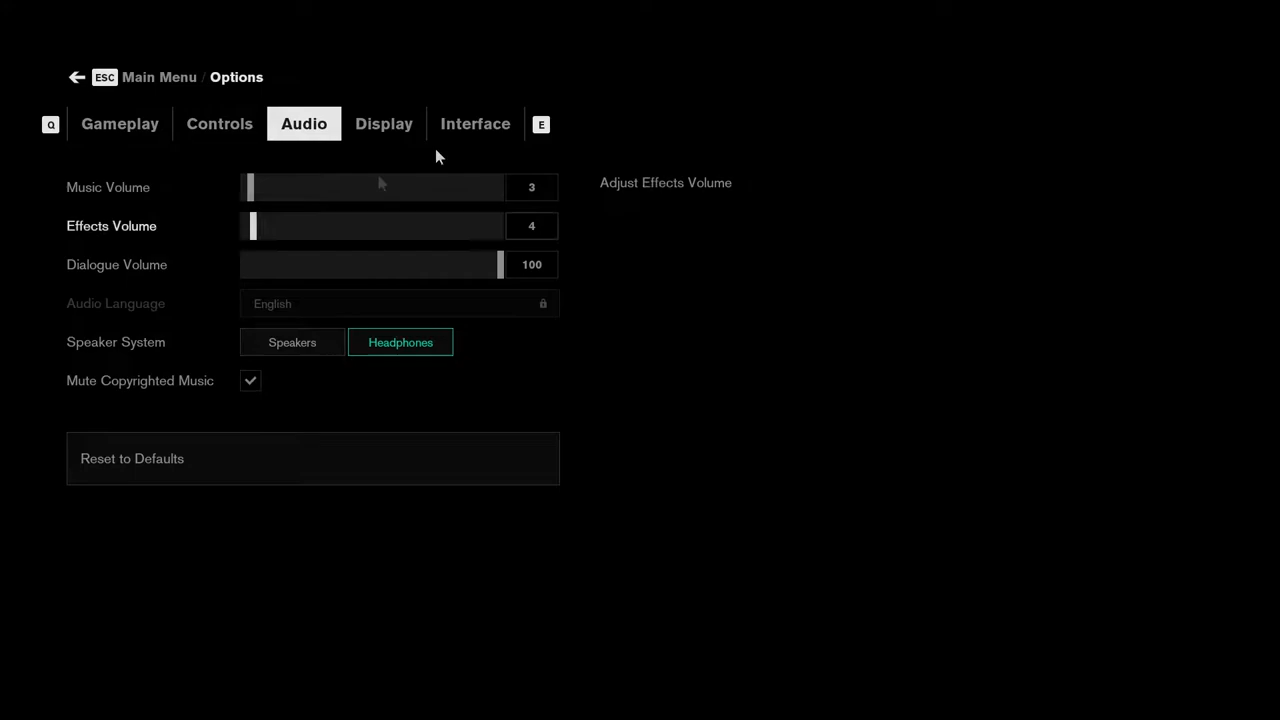 ESC Main Menu / Options
Q Gameplay Controls Audio Display Interface E
Music Volume 3 Adjust Effects Volume
Effects Volume 4
Dialogue Volume 100
Audio Language English
Speaker System Speakers Headphones
Mute Copyrighted Music
Reset to Defaults